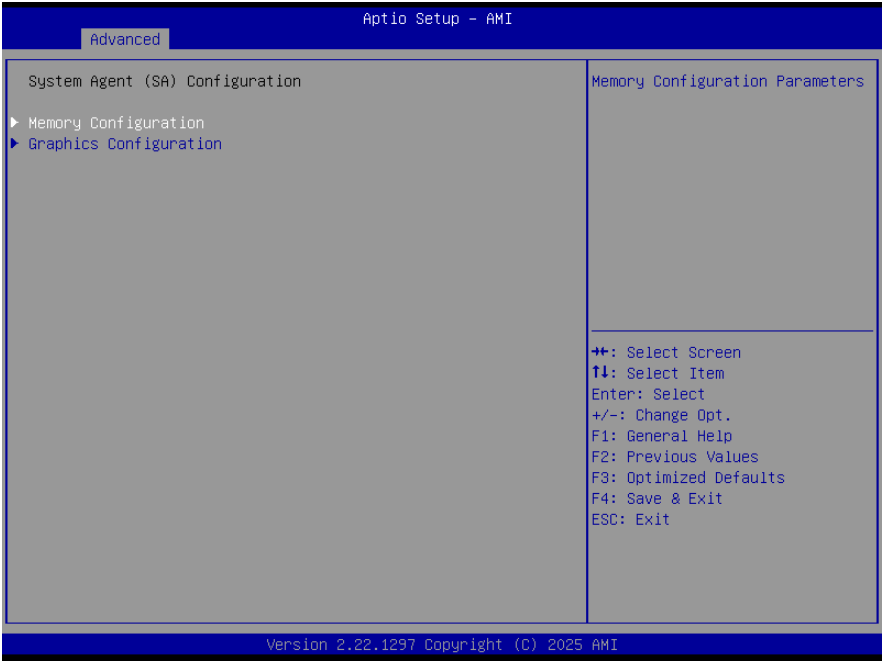 Aptio Setup – AMI
Advanced
System Agent (SA) Configuration
Memory Configuration
Graphics Configuration
Memory Configuration Parameters
→←: Select Screen
↑↓: Select Item
Enter: Select
+/-: Change Opt.
F1: General Help
F2: Previous Values
F3: Optimized Defaults
F4: Save & Exit
ESC: Exit
Version 2.22.1297 Copyright (C) 2025 AMI